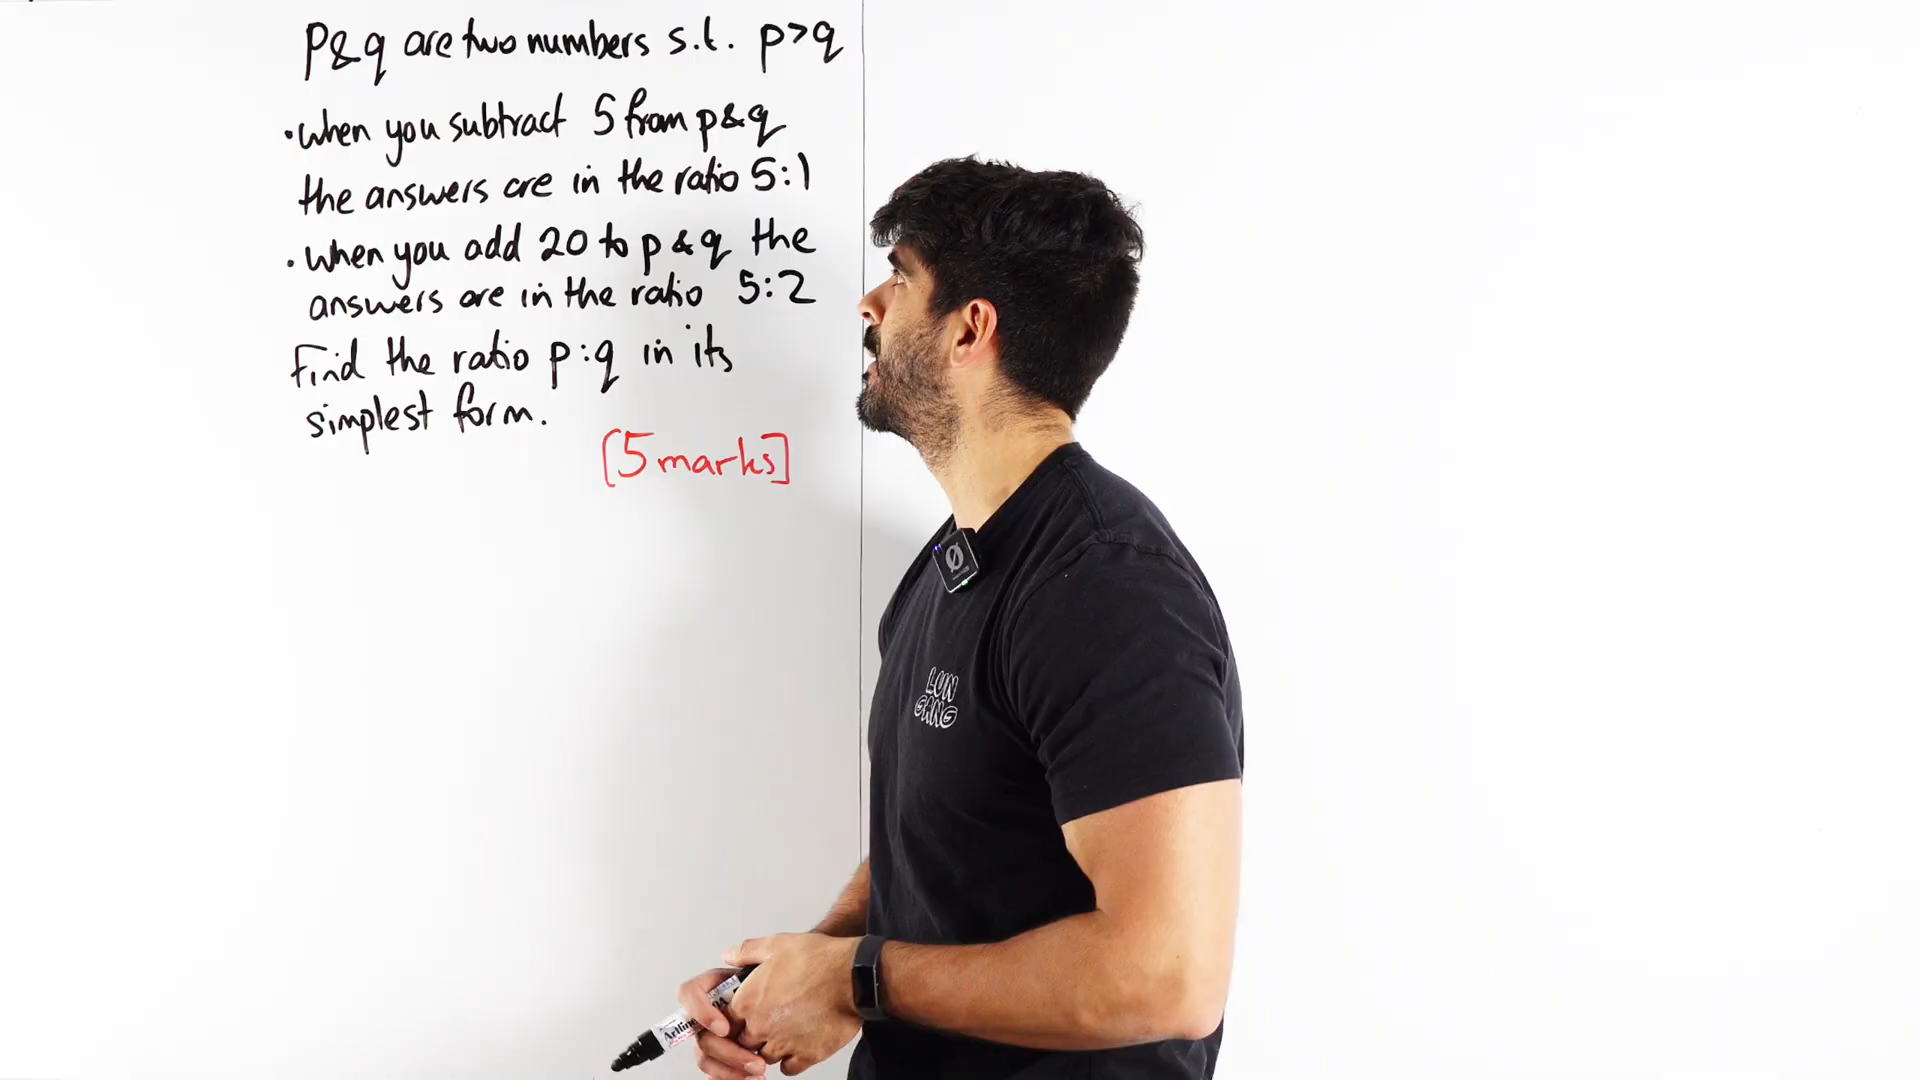 p & q are two numbers s.t. p>q
• When you subtract 5 from p & q
the answers are in the ratio 5:1
• When you add 20 to p & q the
answers are in the ratio 5:2
Find the ratio p:q in its
simplest form.
[5 marks]
LUN
GANG
Artline